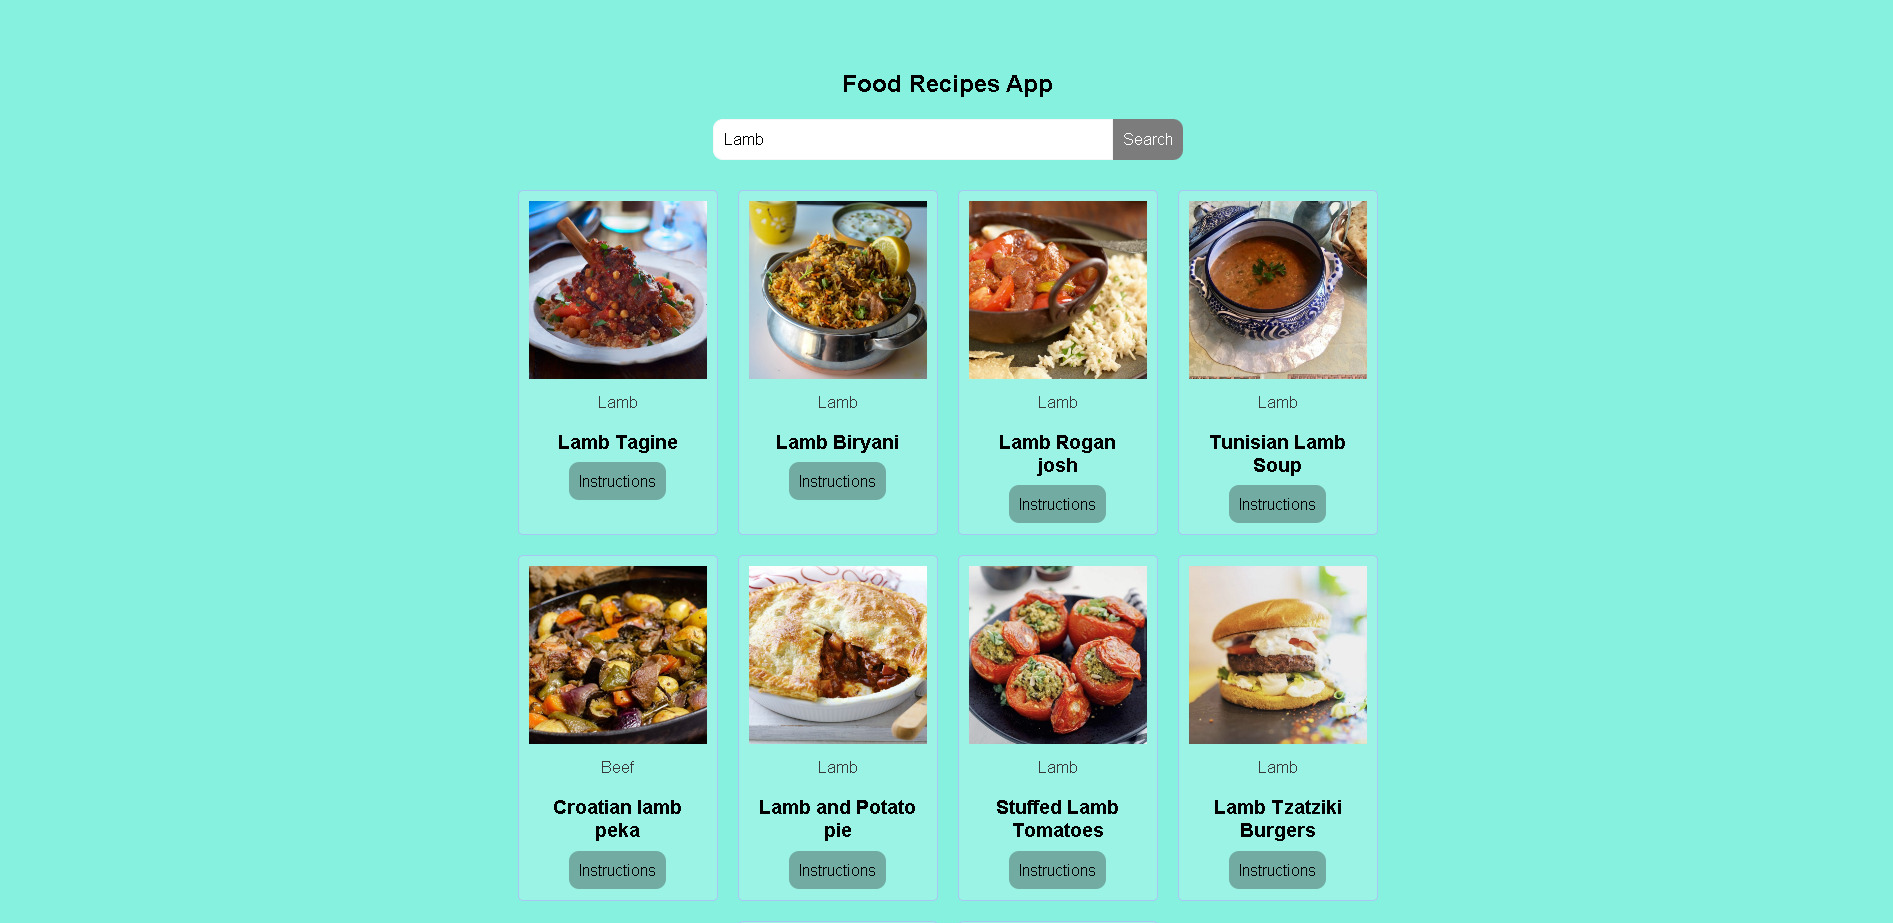 Food Recipes App
Lamb
Search
Lamb
Lamb Tagine
Instructions
Lamb
Lamb Biryani
Instructions
Lamb
Lamb Rogan
josh
Instructions
Lamb
Tunisian Lamb
Soup
Instructions
Beef
Croatian lamb
peka
Instructions
Lamb
Lamb and Potato
pie
Instructions
Lamb
Stuffed Lamb
Tomatoes
Instructions
Lamb
Lamb Tzatziki
Burgers
Instructions